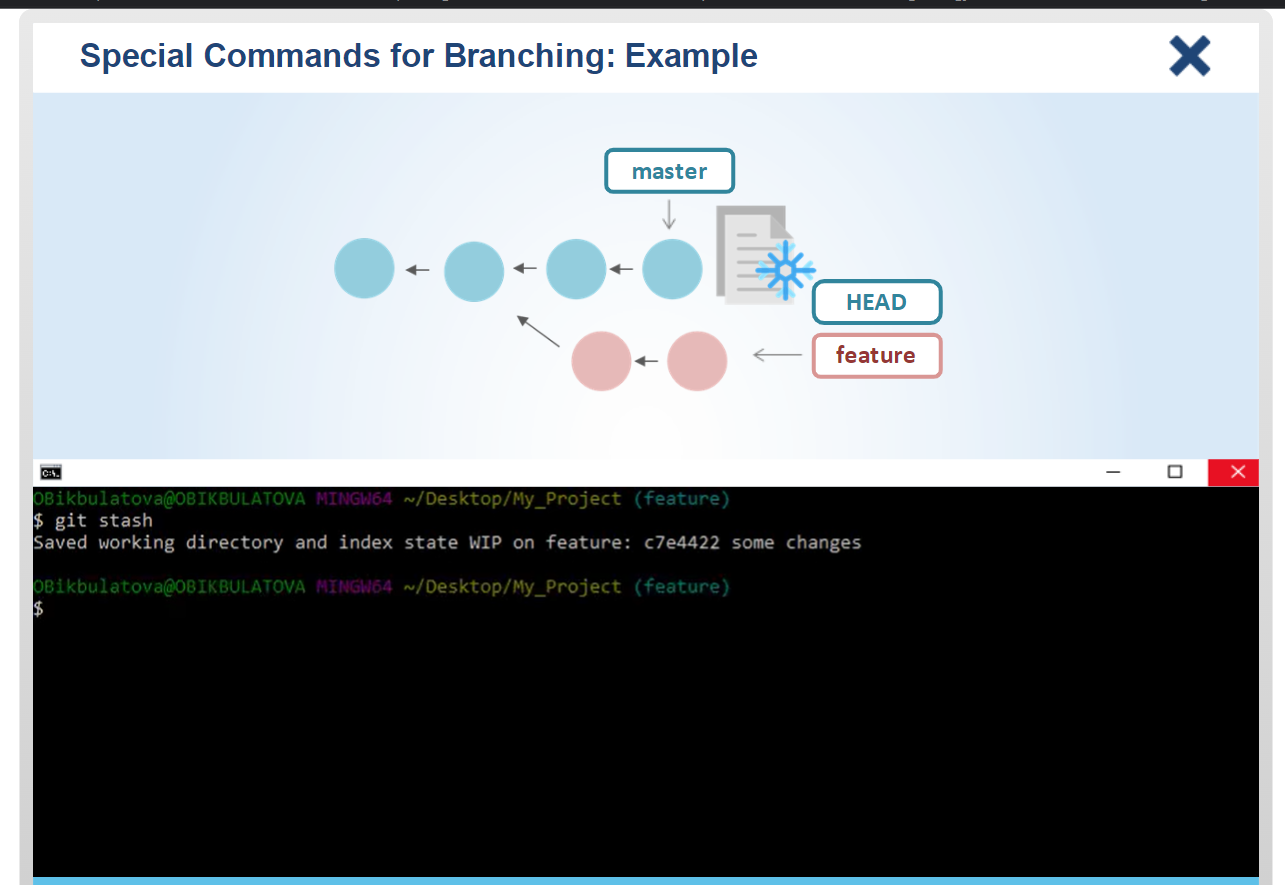 Special Commands for Branching: Example
master
HEAD
feature
C:\.
OBikbulatova@OBIKBULATOVA MINGW64 ~/Desktop/My_Project (feature)
$ git stash
Saved working directory and index state WIP on feature: c7e4422 some changes
OBikbulatova@OBIKBULATOVA MINGW64 ~/Desktop/My_Project (feature)
$